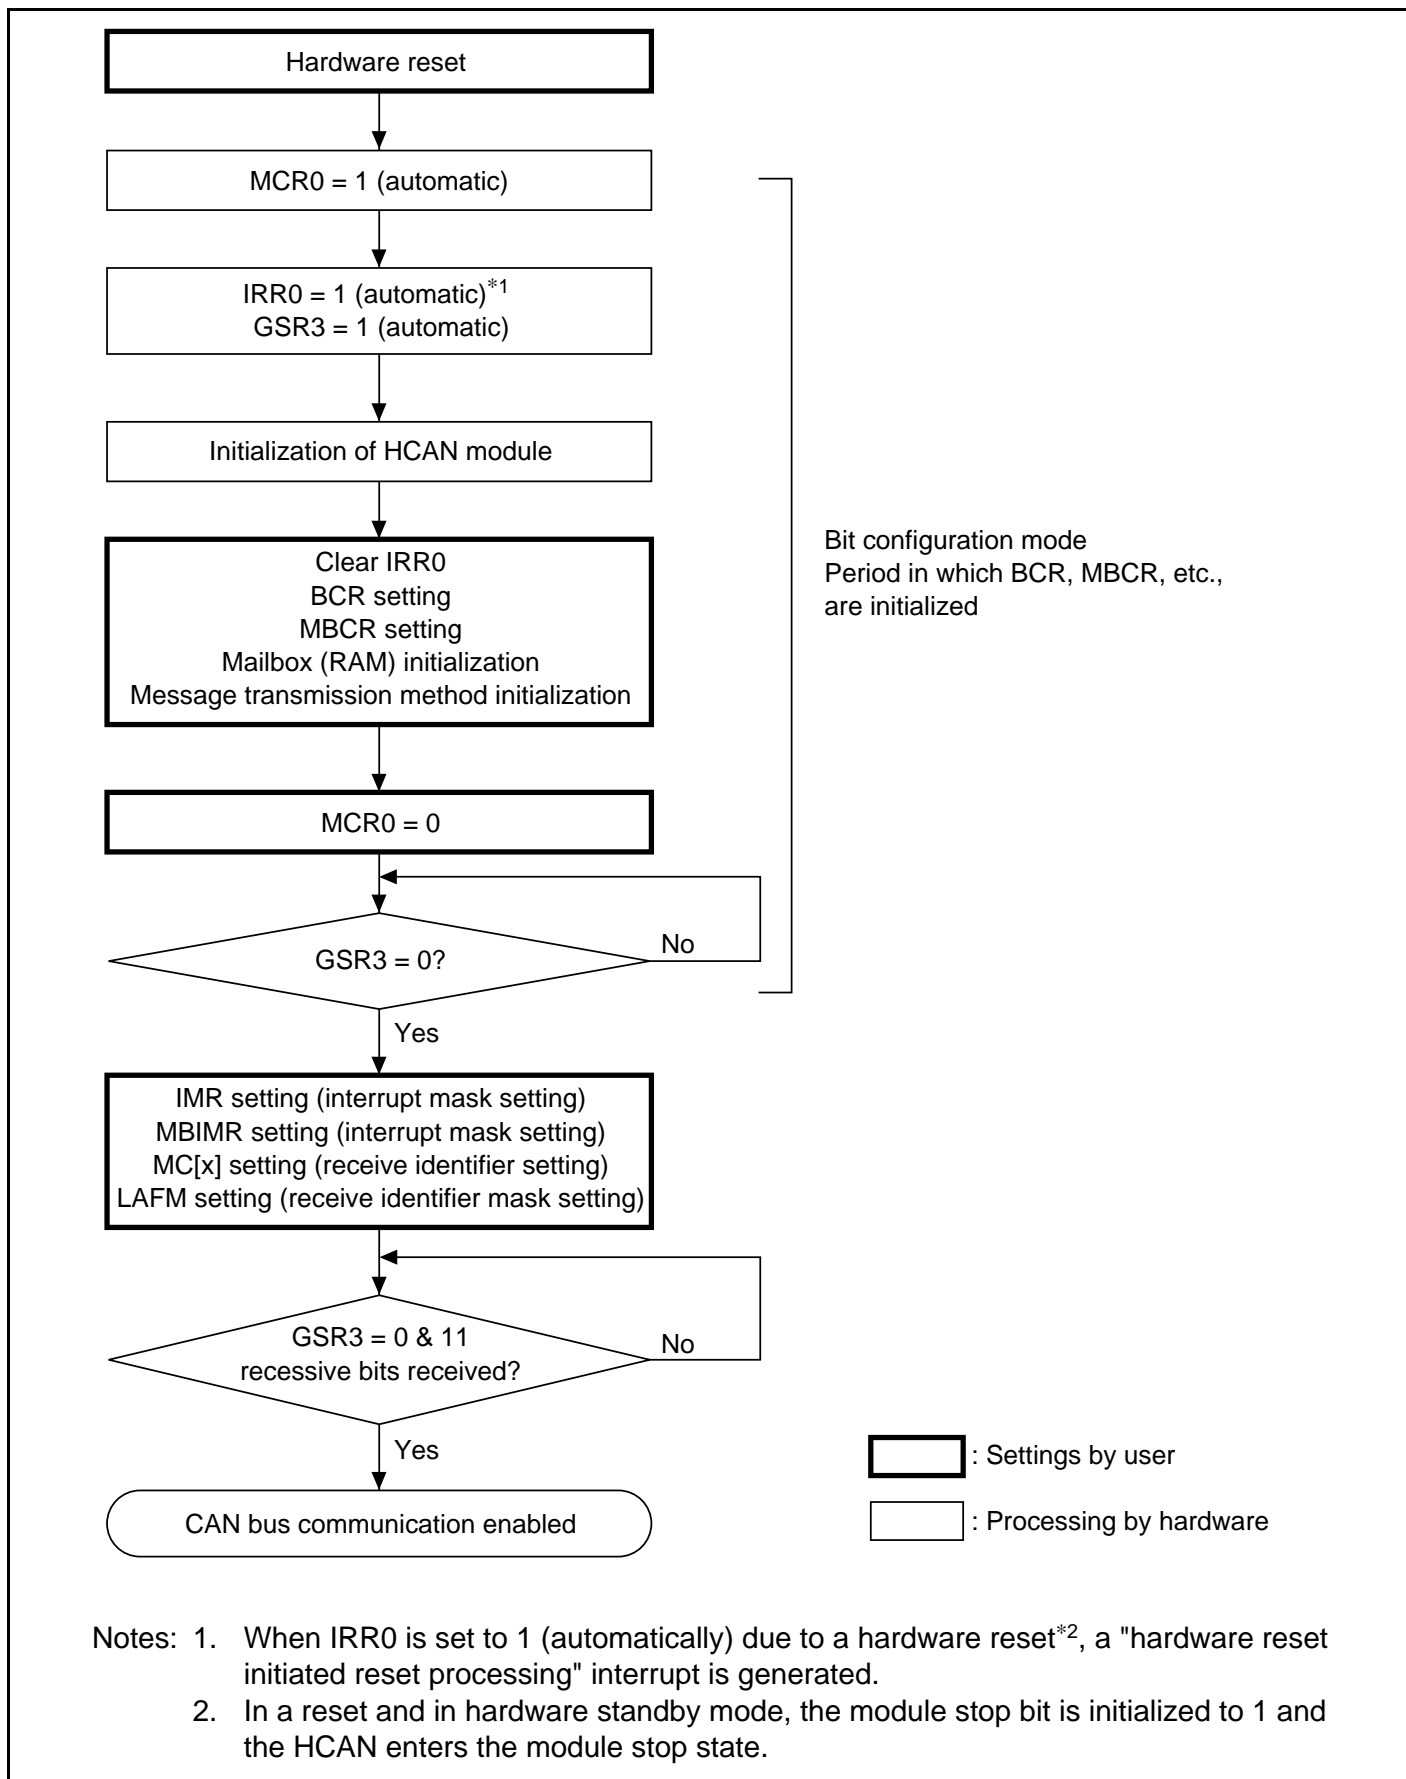 Hardware reset
MCR0 = 1 (automatic)
IRR0 = 1 (automatic)*1
GSR3 = 1 (automatic)
Initialization of HCAN module
Clear IRR0
BCR setting
MBCR setting
Mailbox (RAM) initialization
Message transmission method initialization
Bit configuration mode
Period in which BCR, MBCR, etc.,
are initialized
MCR0 = 0
GSR3 = 0?
No
Yes
IMR setting (interrupt mask setting)
MBIMR setting (interrupt mask setting)
MC[x] setting (receive identifier setting)
LAFM setting (receive identifier mask setting)
GSR3 = 0 & 11
recessive bits received?
No
Yes
CAN bus communication enabled
: Settings by user
: Processing by hardware
Notes: 1. When IRR0 is set to 1 (automatically) due to a hardware reset*2, a "hardware reset
initiated reset processing" interrupt is generated.
2. In a reset and in hardware standby mode, the module stop bit is initialized to 1 and
the HCAN enters the module stop state.